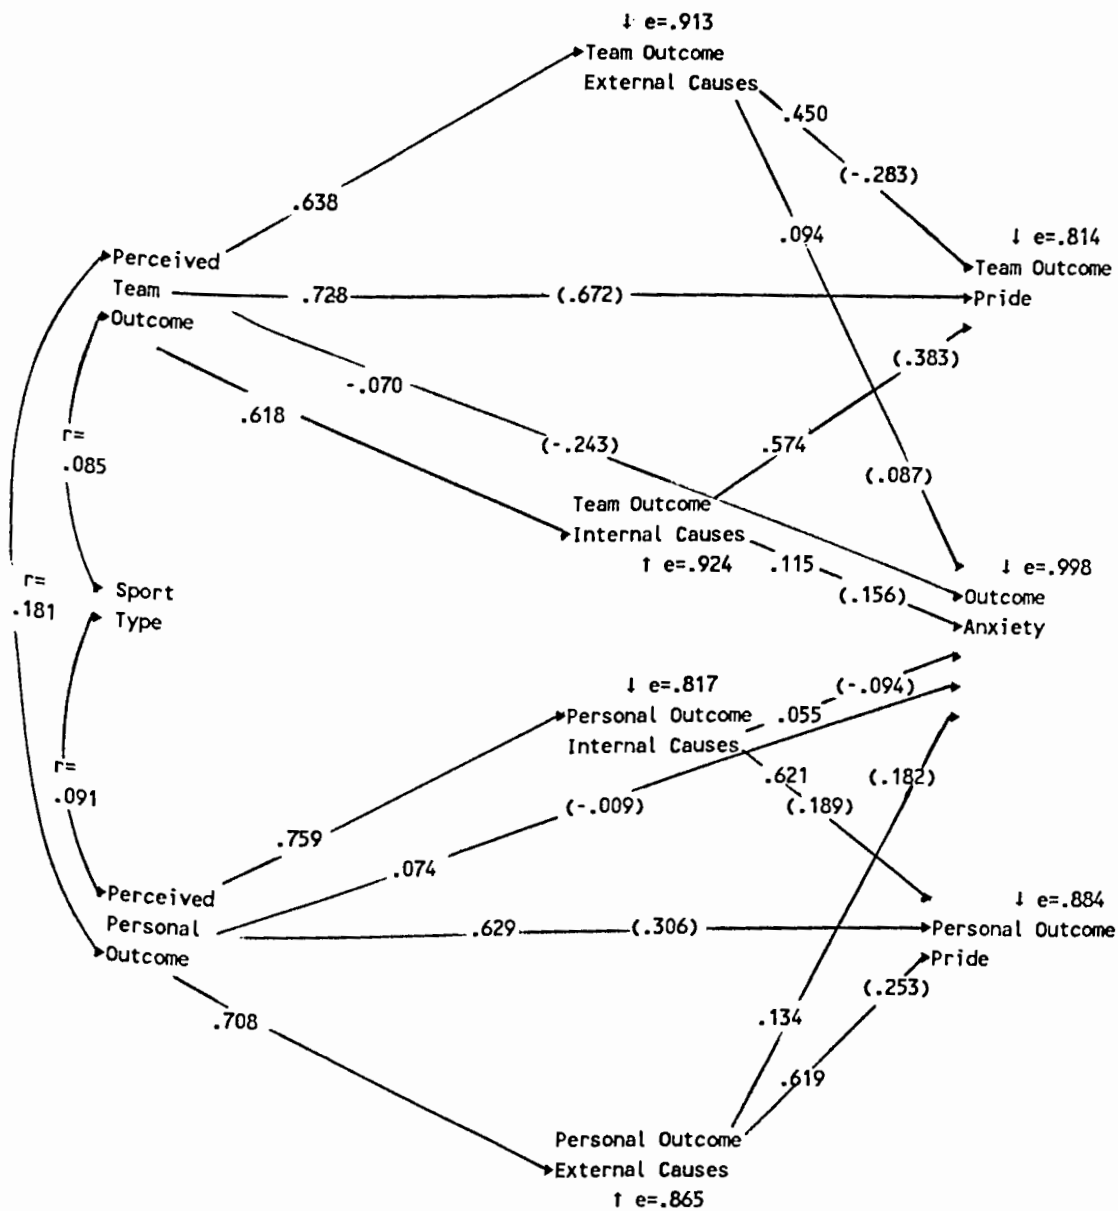 ↓ e=.913
Team Outcome
External Causes
.450
(-.283)
.638
.094
↓ e=.814
Perceived
Team Outcome
Team
.728
(.672)
Pride
Outcome
(.383)
-.070
.618
r=
(-.243)
.574
.085
(.087)
Team Outcome
Internal Causes
↑ e=.924
.115
↓ e=.998
r=
Sport
(.156)
Outcome
.181
Type
Anxiety
↓ e=.817
(-.094)
Personal Outcome
.055
Internal Causes
r=
.621
(.182)
.091
(-.009)
(.189)
.759
.074
Perceived
↓ e=.884
Personal
.629
(.306)
Personal Outcome
Outcome
Pride
(.253)
.708
.134
.619
Personal Outcome
External Causes
↑ e=.865